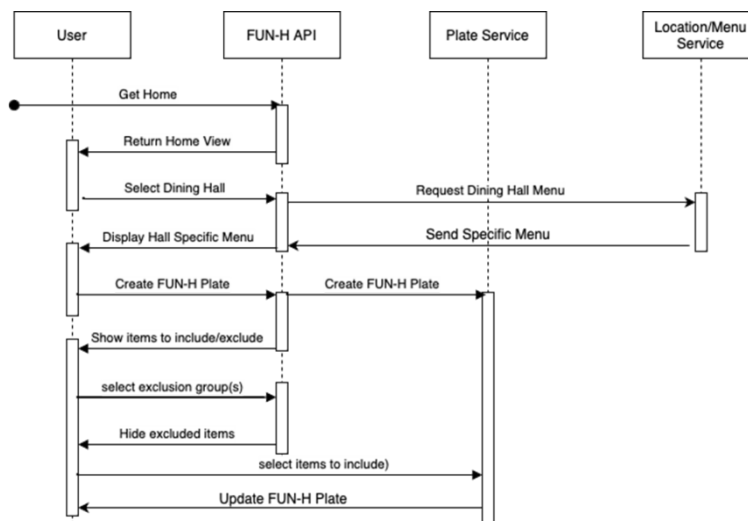 User
FUN-H API
Plate Service
Location/Menu
Service
Get Home
Return Home View
Select Dining Hall
Request Dining Hall Menu
Display Hall Specific Menu
Send Specific Menu
Create FUN-H Plate
Create FUN-H Plate
Show items to include/exclude
select exclusion group(s)
Hide excluded items
select items to include)
Update FUN-H Plate